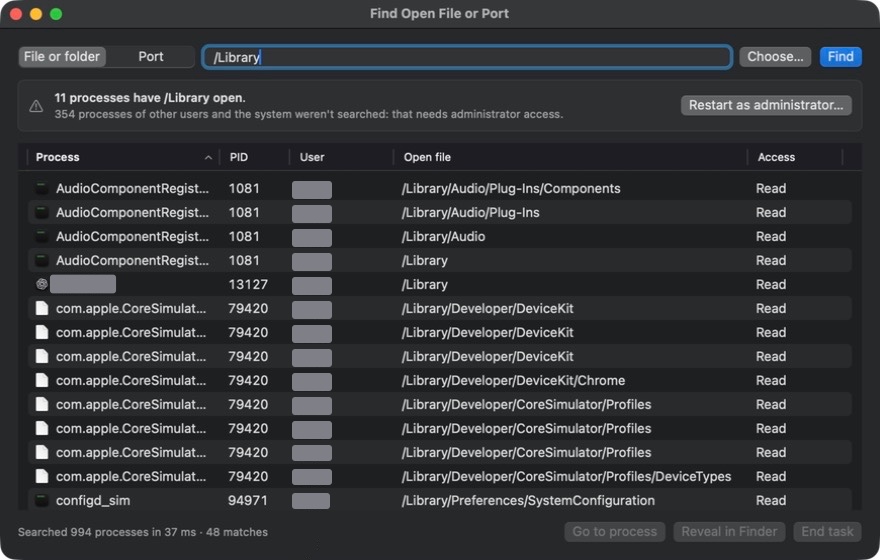 Find Open File or Port
File or folder Port /Library Choose... Find
11 processes have /Library open.
354 processes of other users and the system weren't searched: that needs administrator access.
Restart as administrator...
Process PID User Open file Access
AudioComponentRegist... 1081 /Library/Audio/Plug-Ins/Components Read
AudioComponentRegist... 1081 /Library/Audio/Plug-Ins Read
AudioComponentRegist... 1081 /Library/Audio Read
AudioComponentRegist... 1081 /Library Read
13127 /Library Read
com.apple.CoreSimulat... 79420 /Library/Developer/DeviceKit Read
com.apple.CoreSimulat... 79420 /Library/Developer/DeviceKit Read
com.apple.CoreSimulat... 79420 /Library/Developer/DeviceKit Read
com.apple.CoreSimulat... 79420 /Library/Developer/DeviceKit/Chrome Read
com.apple.CoreSimulat... 79420 /Library/Developer/CoreSimulator/Profiles Read
com.apple.CoreSimulat... 79420 /Library/Developer/CoreSimulator/Profiles Read
com.apple.CoreSimulat... 79420 /Library/Developer/CoreSimulator/Profiles Read
com.apple.CoreSimulat... 79420 /Library/Developer/CoreSimulator/Profiles/DeviceTypes Read
configd_sim 94971 /Library/Preferences/SystemConfiguration Read
Searched 994 processes in 37 ms · 48 matches
Go to process Reveal in Finder End task